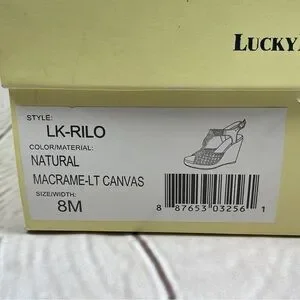 LUCKY
STYLE:
LK-RILO
COLOR/MATERIAL:
NATURAL
MACRAME-LT CANVAS
SIZE/WIDTH:
8M
8 87653 03256 1